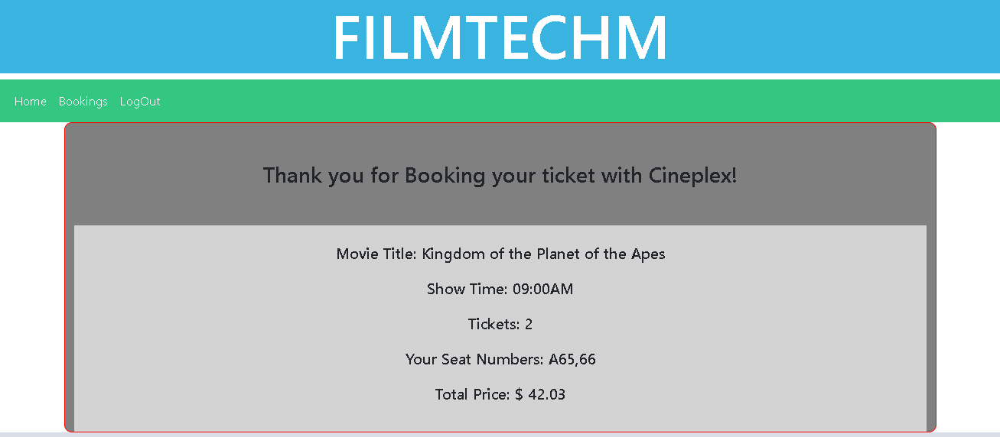 FILMTECHM
Home Bookings LogOut
Thank you for Booking your ticket with Cineplex!
Movie Title: Kingdom of the Planet of the Apes
Show Time: 09:00AM
Tickets: 2
Your Seat Numbers: A65,66
Total Price: $ 42.03